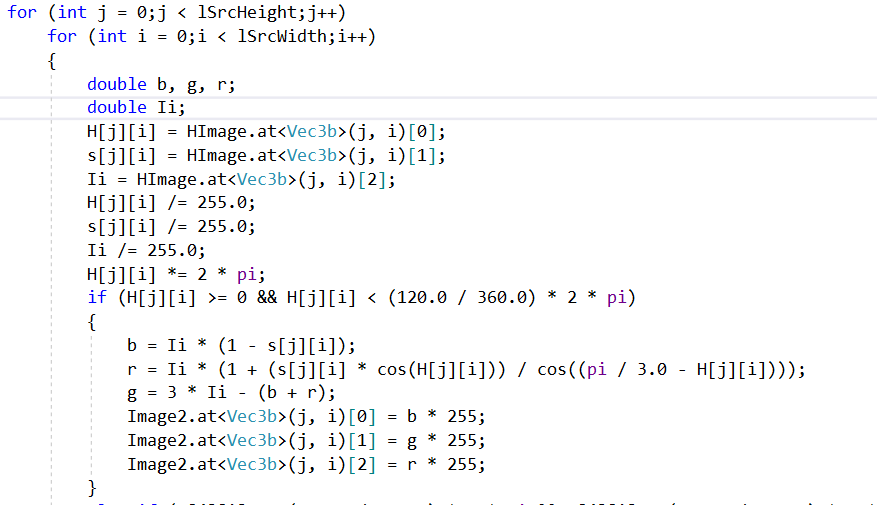 for (int j = 0;j < lSrcHeight;j++)
for (int i = 0;i < lSrcWidth;i++)
{
double b, g, r;
double Ii;
H[j][i] = HImage.at<Vec3b>(j, i)[0];
s[j][i] = HImage.at<Vec3b>(j, i)[1];
Ii = HImage.at<Vec3b>(j, i)[2];
H[j][i] /= 255.0;
s[j][i] /= 255.0;
Ii /= 255.0;
H[j][i] *= 2 * pi;
if (H[j][i] >= 0 && H[j][i] < (120.0 / 360.0) * 2 * pi)
{
b = Ii * (1 - s[j][i]);
r = Ii * (1 + (s[j][i] * cos(H[j][i])) / cos((pi / 3.0 - H[j][i])));
g = 3 * Ii - (b + r);
Image2.at<Vec3b>(j, i)[0] = b * 255;
Image2.at<Vec3b>(j, i)[1] = g * 255;
Image2.at<Vec3b>(j, i)[2] = r * 255;
}